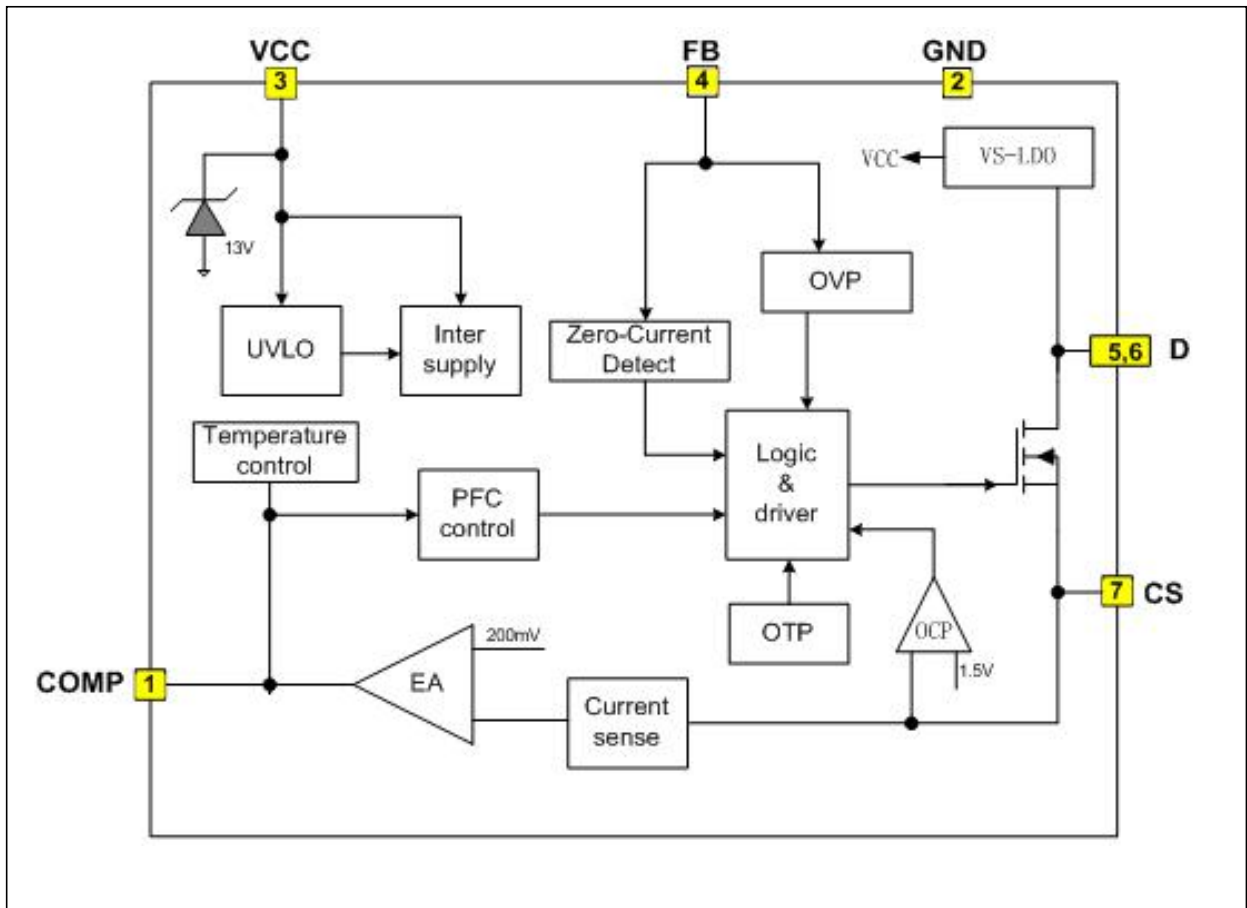 VCC
FB
GND
3
4
2
VCC
VS-LDO
13V
OVP
UVLO
Inter
supply
Zero-Current
Detect
5,6
D
Temperature
control
PFC
control
Logic
&
driver
7
CS
OTP
OCP
1.5V
200mV
COMP
1
EA
Current
sense